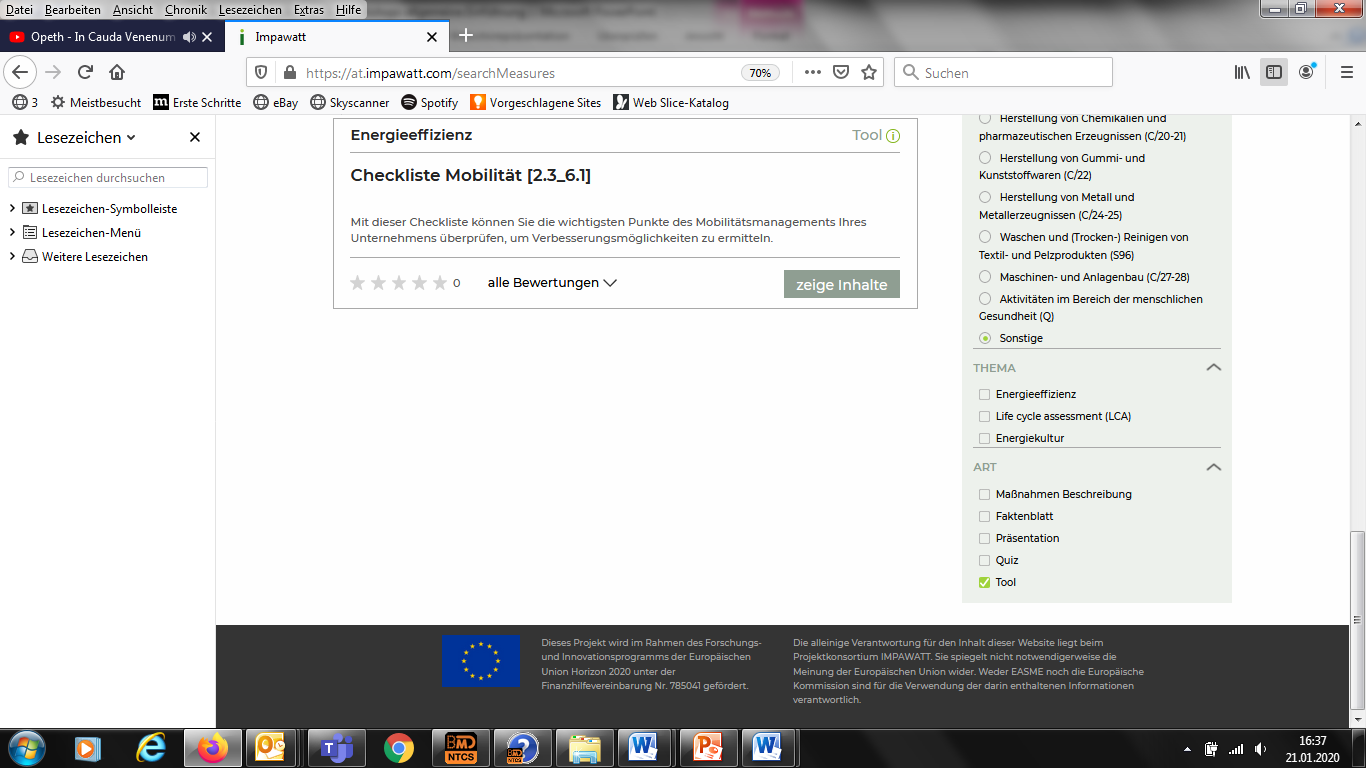 Datei Bearbeiten Ansicht Chronik Lesezeichen Extras Hilfe
Opeth - In Cauda Venenum
Impawatt
https://at.impawatt.com/searchMeasures
70%
Suchen
3
Meistbesucht
Erste Schritte
eBay
Skyscanner
Spotify
Vorgeschlagene Sites
Web Slice-Katalog
Lesezeichen
Lesezeichen durchsuchen
Lesezeichen-Symbolleiste
Lesezeichen-Menü
Weitere Lesezeichen
Energieeffizienz
Tool
Checkliste Mobilität [2.3_6.1]
Mit dieser Checkliste können Sie die wichtigsten Punkte des Mobilitätsmanagements Ihres
Unternehmens überprüfen, um Verbesserungsmöglichkeiten zu ermitteln.
0
alle Bewertungen
zeige Inhalte
Herstellung von Chemikalien und
pharmazeutischen Erzeugnissen (C/20-21)
Herstellung von Gummi- und
Kunststoffwaren (C/22)
Herstellung von Metall und
Metallerzeugnissen (C/24-25)
Waschen und (Trocken-) Reinigen von
Textil- und Pelzprodukten (S96)
Maschinen- und Anlagenbau (C/27-28)
Aktivitäten im Bereich der menschlichen
Gesundheit (Q)
Sonstige
THEMA
Energieeffizienz
Life cycle assessment (LCA)
Energiekultur
ART
Maßnahmen Beschreibung
Faktenblatt
Präsentation
Quiz
Tool
Dieses Projekt wird im Rahmen des Forschungs-
und Innovationsprogramms der Europäischen
Union Horizon 2020 unter der
Finanzhilfevereinbarung Nr. 785041 gefördert.
Die alleinige Verantwortung für den Inhalt dieser Website liegt beim
Projektkonsortium IMPAWATT. Sie spiegelt nicht notwendigerweise die
Meinung der Europäischen Union wider. Weder EASME noch die Europäische
Kommission sind für die Verwendung der darin enthaltenen Informationen
verantwortlich.
BMD
NTCS
NTCS
16:37
21.01.2020